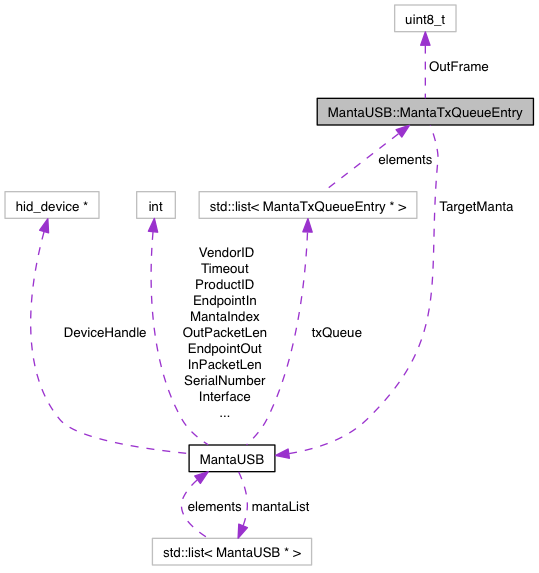 uint8_t
OutFrame
MantaUSB::MantaTxQueueEntry
elements
hid_device *
int
std::list< MantaTxQueueEntry * >
TargetManta
VendorID
Timeout
ProductID
EndpointIn
MantaIndex
OutPacketLen
EndpointOut
InPacketLen
SerialNumber
Interface
...
DeviceHandle
txQueue
MantaUSB
elements
mantaList
std::list< MantaUSB * >